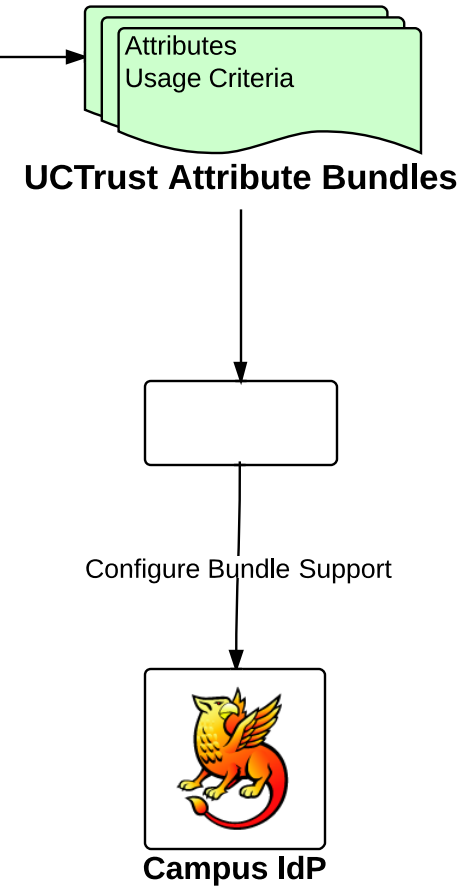 Attributes
Usage Criteria
UCTrust Attribute Bundles
Configure Bundle Support
Campus IdP